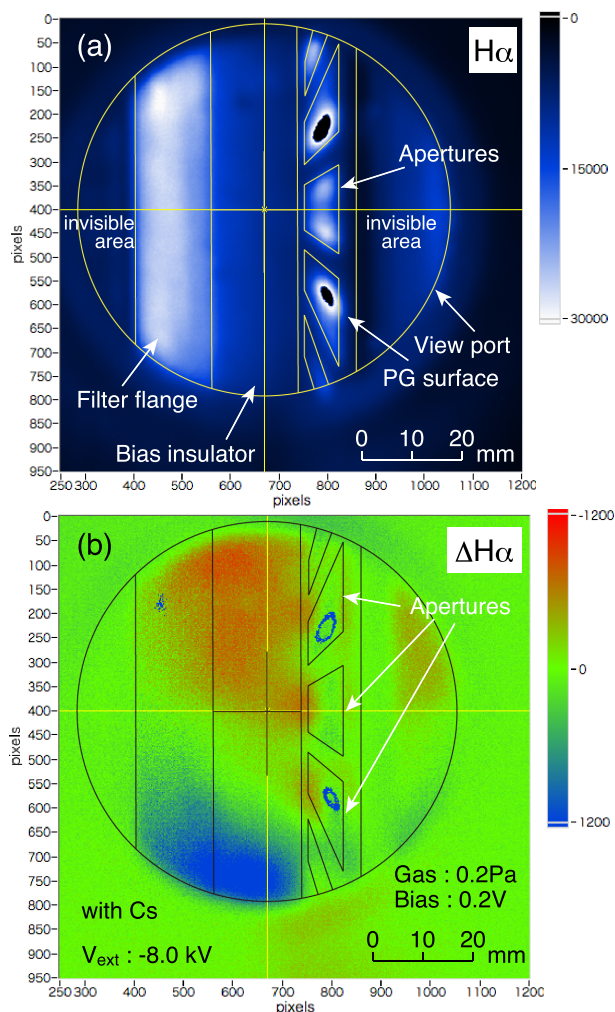 (a)
Hα
0
50
100
150
200
250
300
350
400
450
500
550
600
650
700
750
800
850
900
950
pixels
Apertures
invisible
area
invisible
area
View port
PG surface
Filter flange
Bias insulator
0 10 20
mm
250 300 400 500 600 700 800 900 1000 1100 1200
pixels
0
15000
30000
(b)
ΔHα
0
50
100
150
200
250
300
350
400
450
500
550
600
650
700
750
800
850
900
950
pixels
Apertures
Gas : 0.2Pa
Bias : 0.2V
with Cs
Vext : -8.0 kV
0 10 20
mm
250 300 400 500 600 700 800 900 1000 1100 1200
pixels
-1200
0
1200